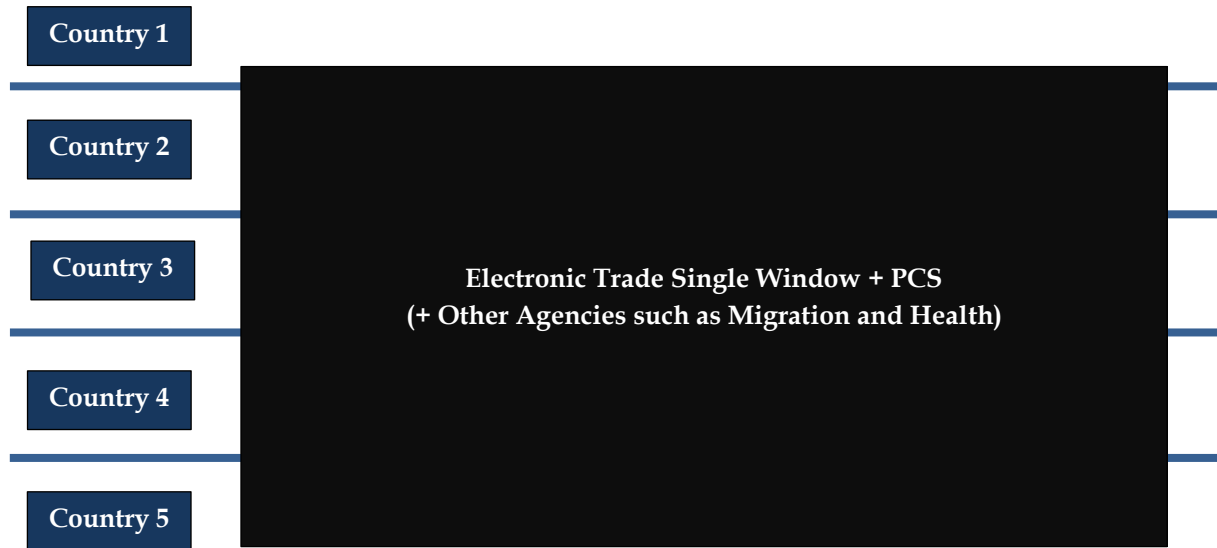 Country 1
Country 2
Country 3
Electronic Trade Single Window + PCS
(+ Other Agencies such as Migration and Health)
Country 4
Country 5